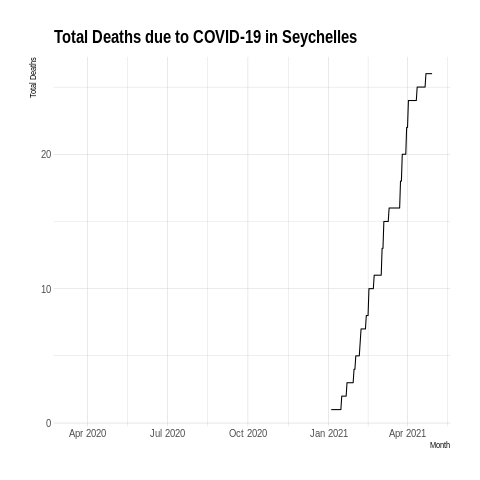 Total Deaths due to COVID-19 in Seychelles
Total Deaths
20
10
0
Apr 2020 Jul 2020 Oct 2020 Jan 2021 Apr 2021
Month